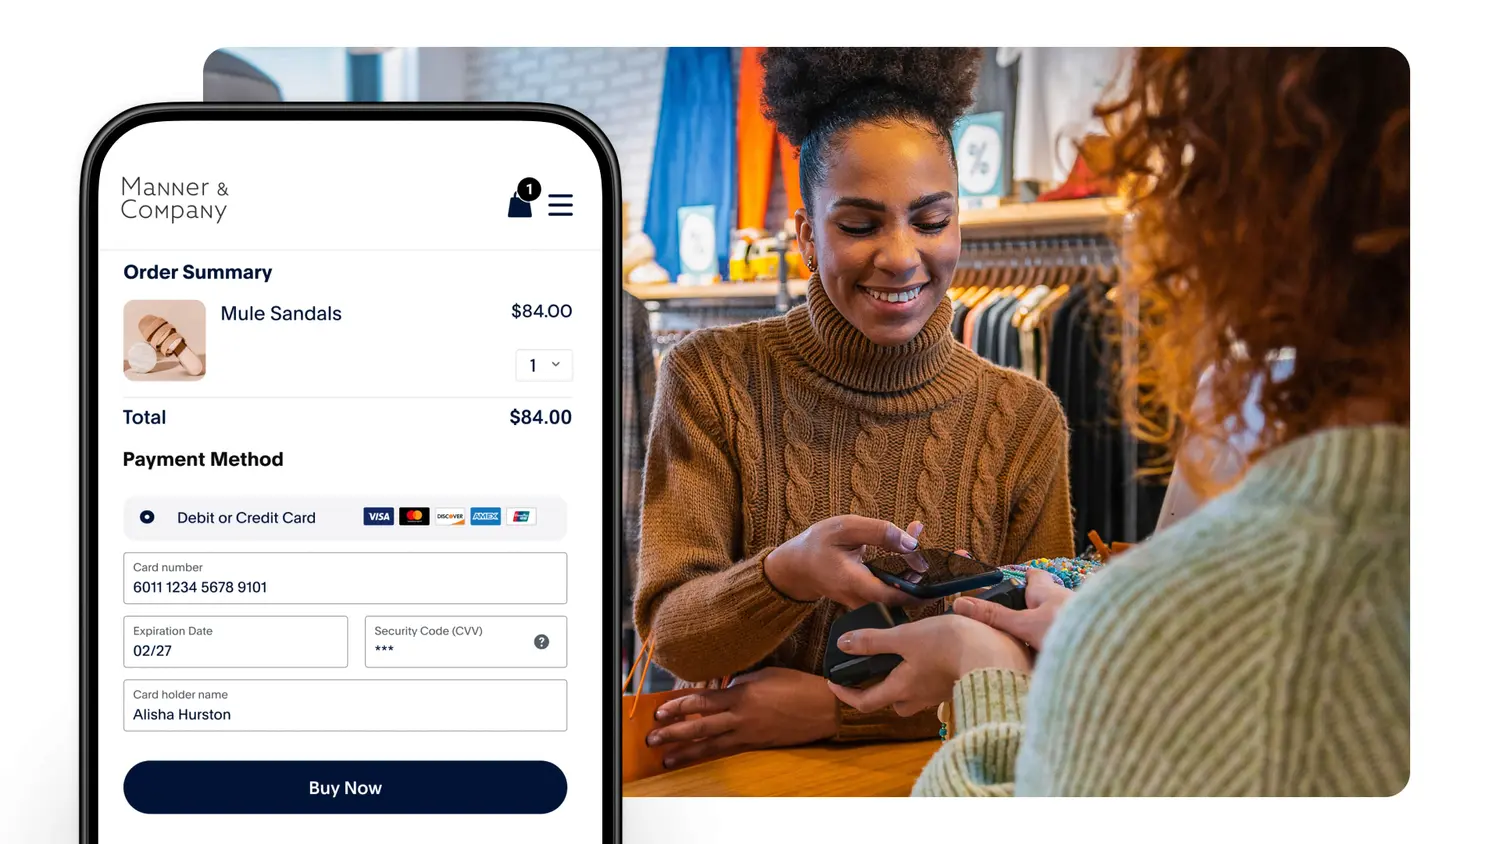 Manner &
Company
1
Order Summary
Mule Sandals
$84.00
1
Total
$84.00
Payment Method
Debit or Credit Card
VISA
DISCOVER
AMEX
Card number
6011 1234 5678 9101
Expiration Date
02/27
Security Code (CVV)
***
?
Card holder name
Alisha Hurston
Buy Now
%